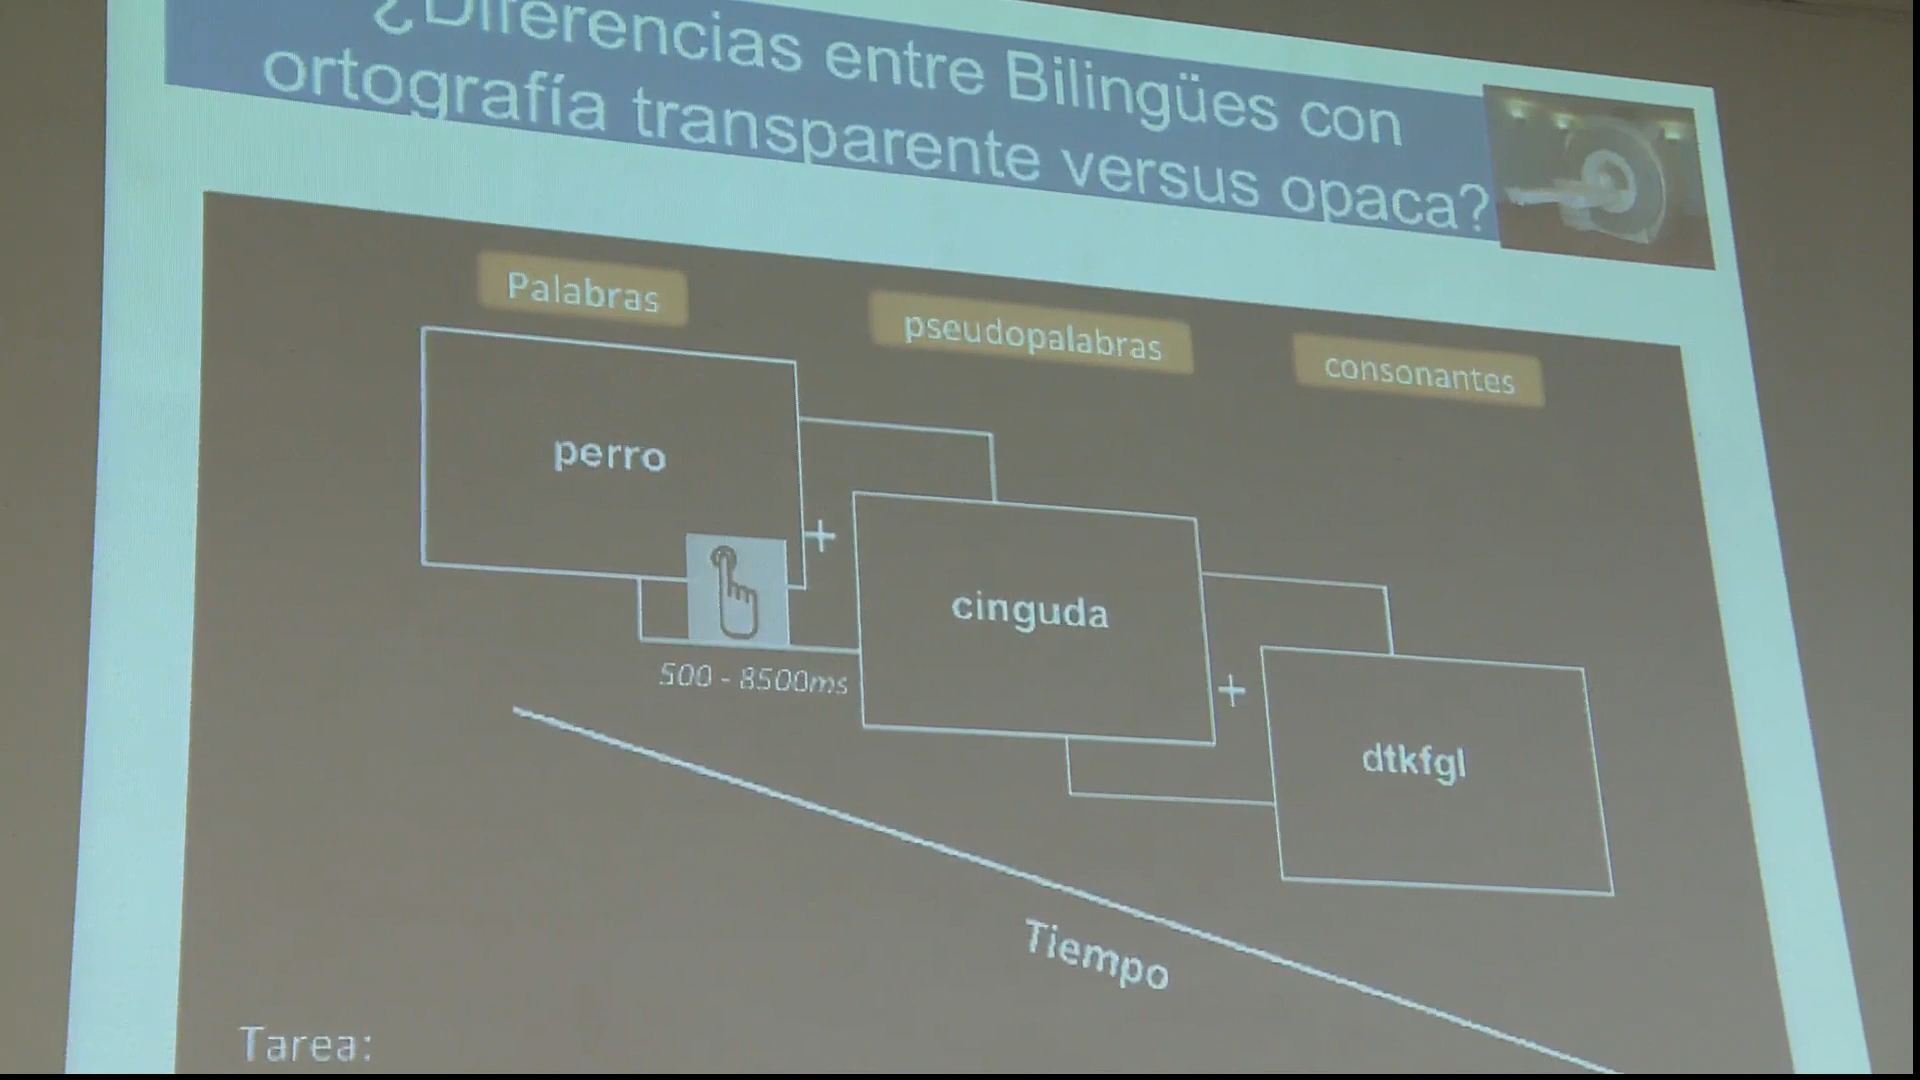 ¿Diferencias entre Bilingües con
ortografía transparente versus opaca?
Palabras
pseudopalabras
consonantes
perro
+
cinguda
500 - 8500ms
+
dtkfgl
Tiempo
Tarea: